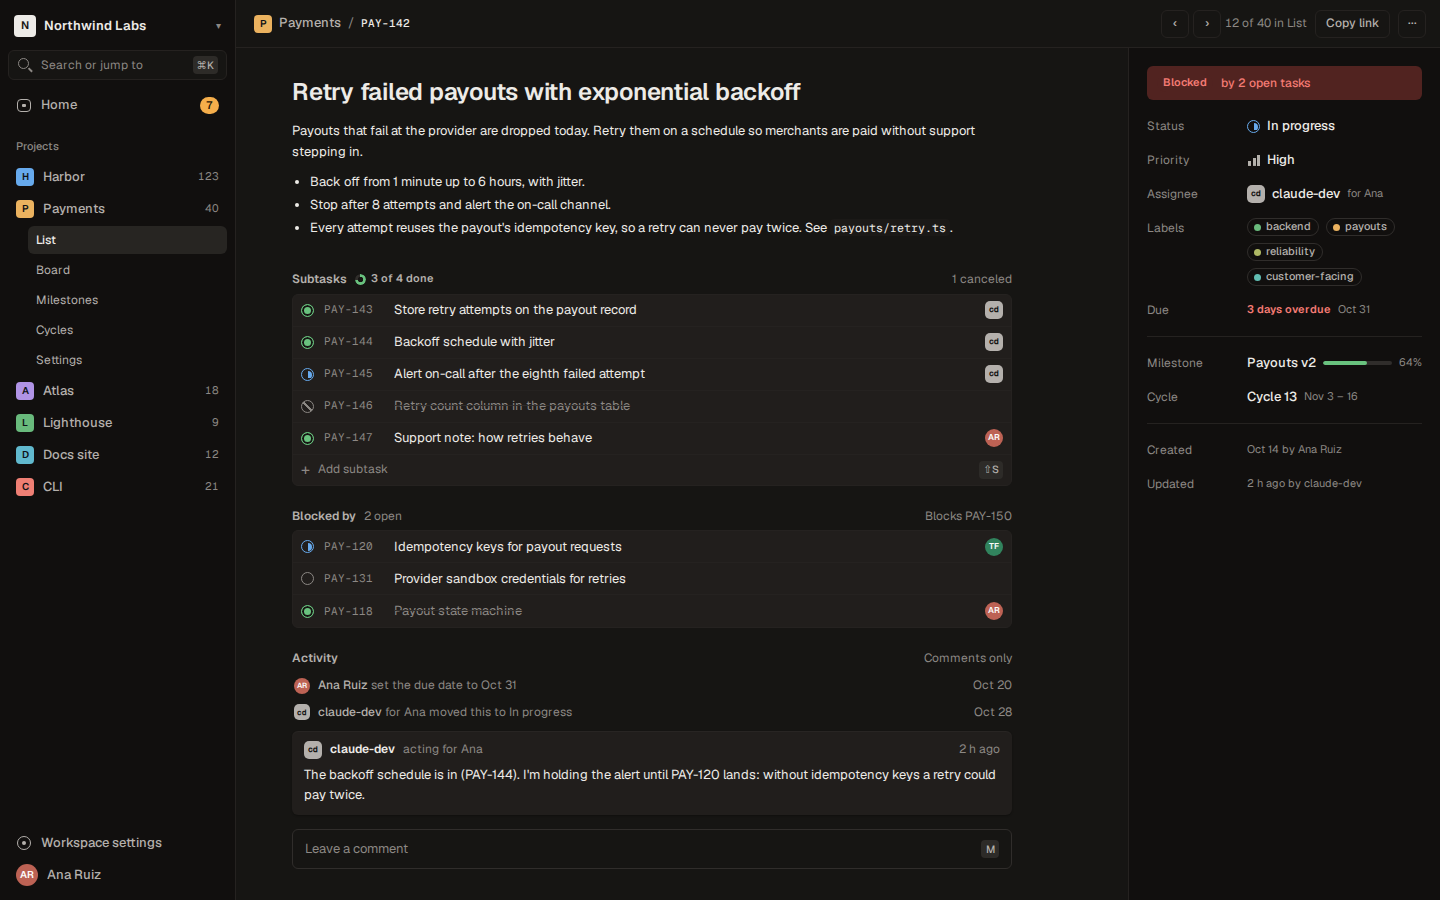 N Northwind Labs
Search or jump to ⌘K
Home 7
Projects
H Harbor 123
P Payments 40
List
Board
Milestones
Cycles
Settings
A Atlas 18
L Lighthouse 9
D Docs site 12
C CLI 21
Workspace settings
AR Ana Ruiz
P Payments / PAY-142
‹ › 12 of 40 in List Copy link ···
Retry failed payouts with exponential backoff
Payouts that fail at the provider are dropped today. Retry them on a schedule so merchants are paid without support
stepping in.
• Back off from 1 minute up to 6 hours, with jitter.
• Stop after 8 attempts and alert the on-call channel.
• Every attempt reuses the payout's idempotency key, so a retry can never pay twice. See payouts/retry.ts.
Subtasks 3 of 4 done 1 canceled
PAY-143 Store retry attempts on the payout record cd
PAY-144 Backoff schedule with jitter cd
PAY-145 Alert on-call after the eighth failed attempt cd
PAY-146 Retry count column in the payouts table
PAY-147 Support note: how retries behave AR
+ Add subtask ⇧S
Blocked by 2 open Blocks PAY-150
PAY-120 Idempotency keys for payout requests TF
PAY-131 Provider sandbox credentials for retries
PAY-118 Payout state machine AR
Activity Comments only
AR Ana Ruiz set the due date to Oct 31 Oct 20
cd claude-dev for Ana moved this to In progress Oct 28
cd claude-dev acting for Ana 2 h ago
The backoff schedule is in (PAY-144). I'm holding the alert until PAY-120 lands: without idempotency keys a retry could
pay twice.
Leave a comment M
Blocked by 2 open tasks
Status In progress
Priority High
Assignee cd claude-dev for Ana
Labels backend payouts
reliability
customer-facing
Due 3 days overdue Oct 31
Milestone Payouts v2 64%
Cycle Cycle 13 Nov 3 – 16
Created Oct 14 by Ana Ruiz
Updated 2 h ago by claude-dev